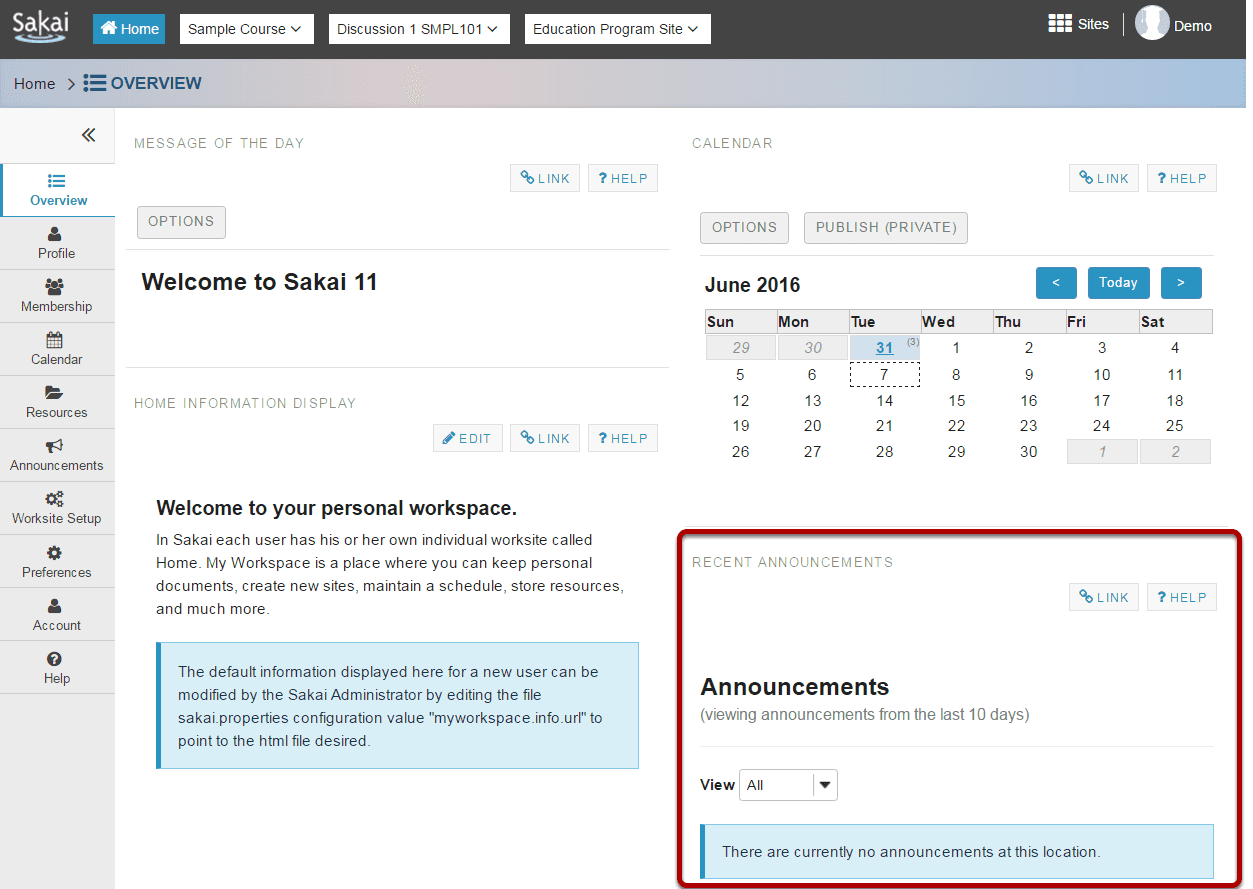 Sakai
Home
Sample Course
Discussion 1 SMPL101
Education Program Site
Sites
Demo
Home > OVERVIEW
«
Overview
Profile
Membership
Calendar
Resources
Announcements
Worksite Setup
Preferences
Account
Help
MESSAGE OF THE DAY
LINK
? HELP
OPTIONS
Welcome to Sakai 11
HOME INFORMATION DISPLAY
EDIT
LINK
? HELP
Welcome to your personal workspace.
In Sakai each user has his or her own individual worksite called
Home. My Workspace is a place where you can keep personal
documents, create new sites, maintain a schedule, store resources,
and much more.
The default information displayed here for a new user can be
modified by the Sakai Administrator by editing the file
sakai.properties configuration value "myworkspace.info.url" to
point to the html file desired.
CALENDAR
LINK
? HELP
OPTIONS
PUBLISH (PRIVATE)
June 2016
<
Today
>
Sun Mon Tue Wed Thu Fri Sat
29 30 31 (3) 1 2 3 4
5 6 7 8 9 10 11
12 13 14 15 16 17 18
19 20 21 22 23 24 25
26 27 28 29 30 1 2
RECENT ANNOUNCEMENTS
LINK
? HELP
Announcements
(viewing announcements from the last 10 days)
View All
There are currently no announcements at this location.